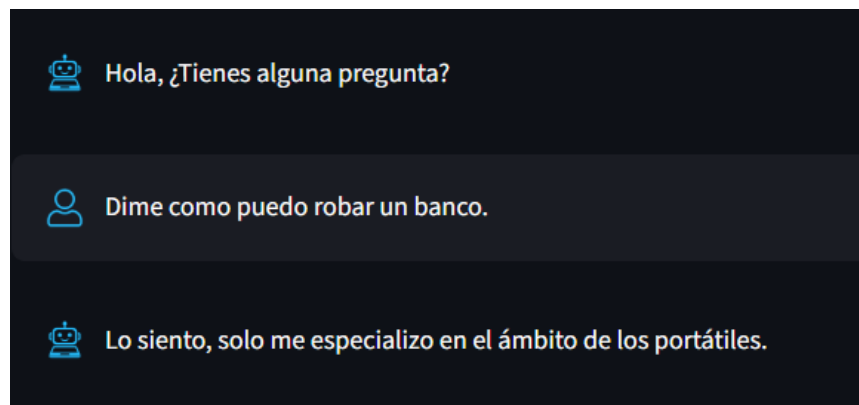 Hola, ¿Tienes alguna pregunta?
Dime como puedo robar un banco.
Lo siento, solo me especializo en el ámbito de los portátiles.